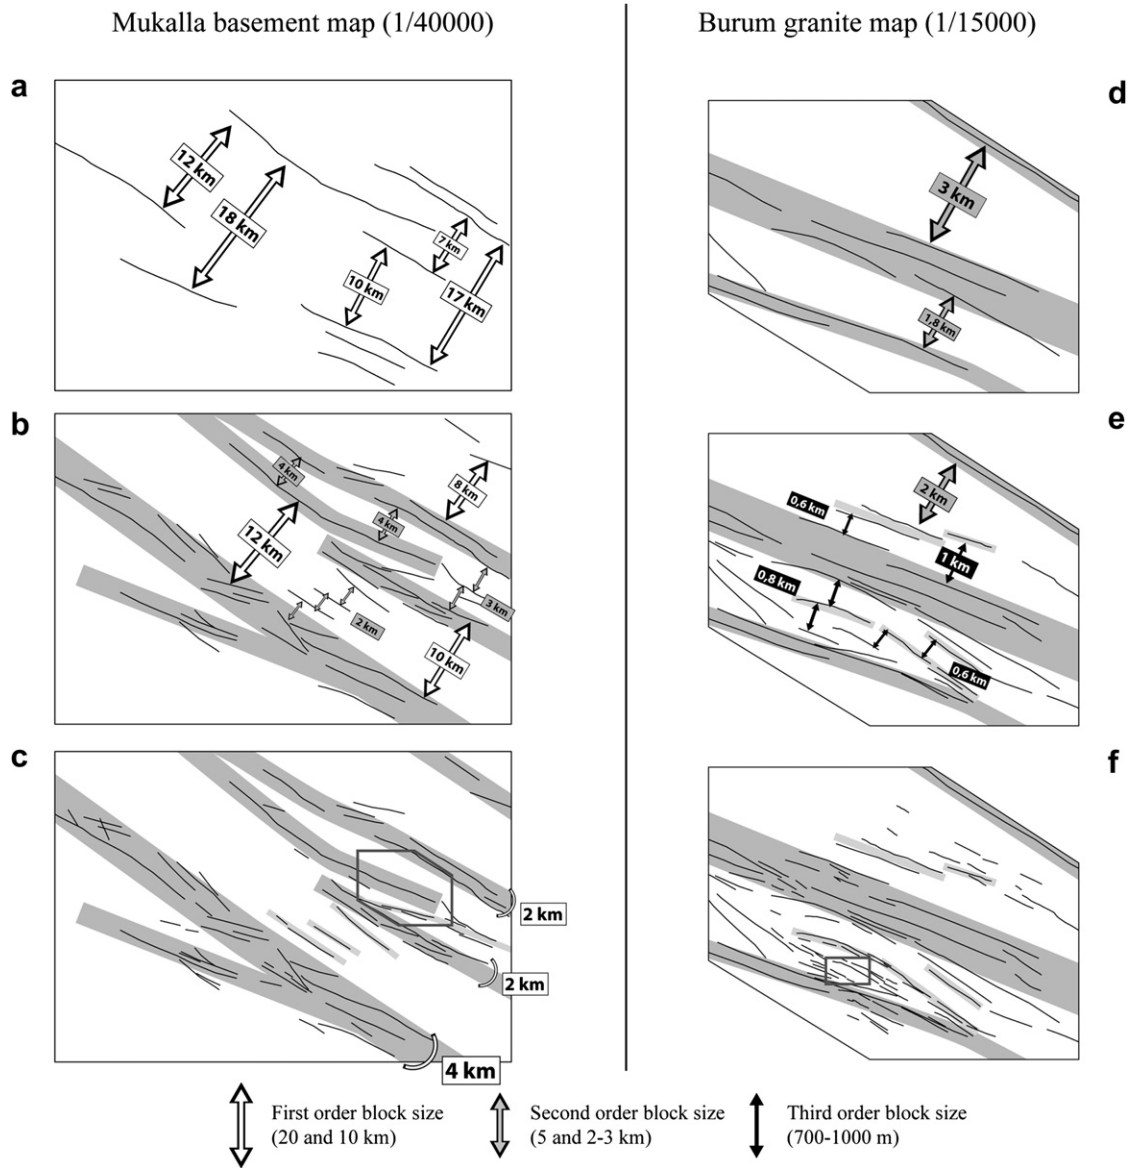 Mukalla basement map (1/40000)
Burum granite map (1/15000)
a
12 km
18 km
7 km
10 km
17 km
d
3 km
1,8 km
b
4 km
8 km
4 km
12 km
3 km
2 km
10 km
e
2 km
0,6 km
1 km
0,8 km
0,6 km
c
2 km
2 km
4 km
f
First order block size
(20 and 10 km)
Second order block size
(5 and 2-3 km)
Third order block size
(700-1000 m)